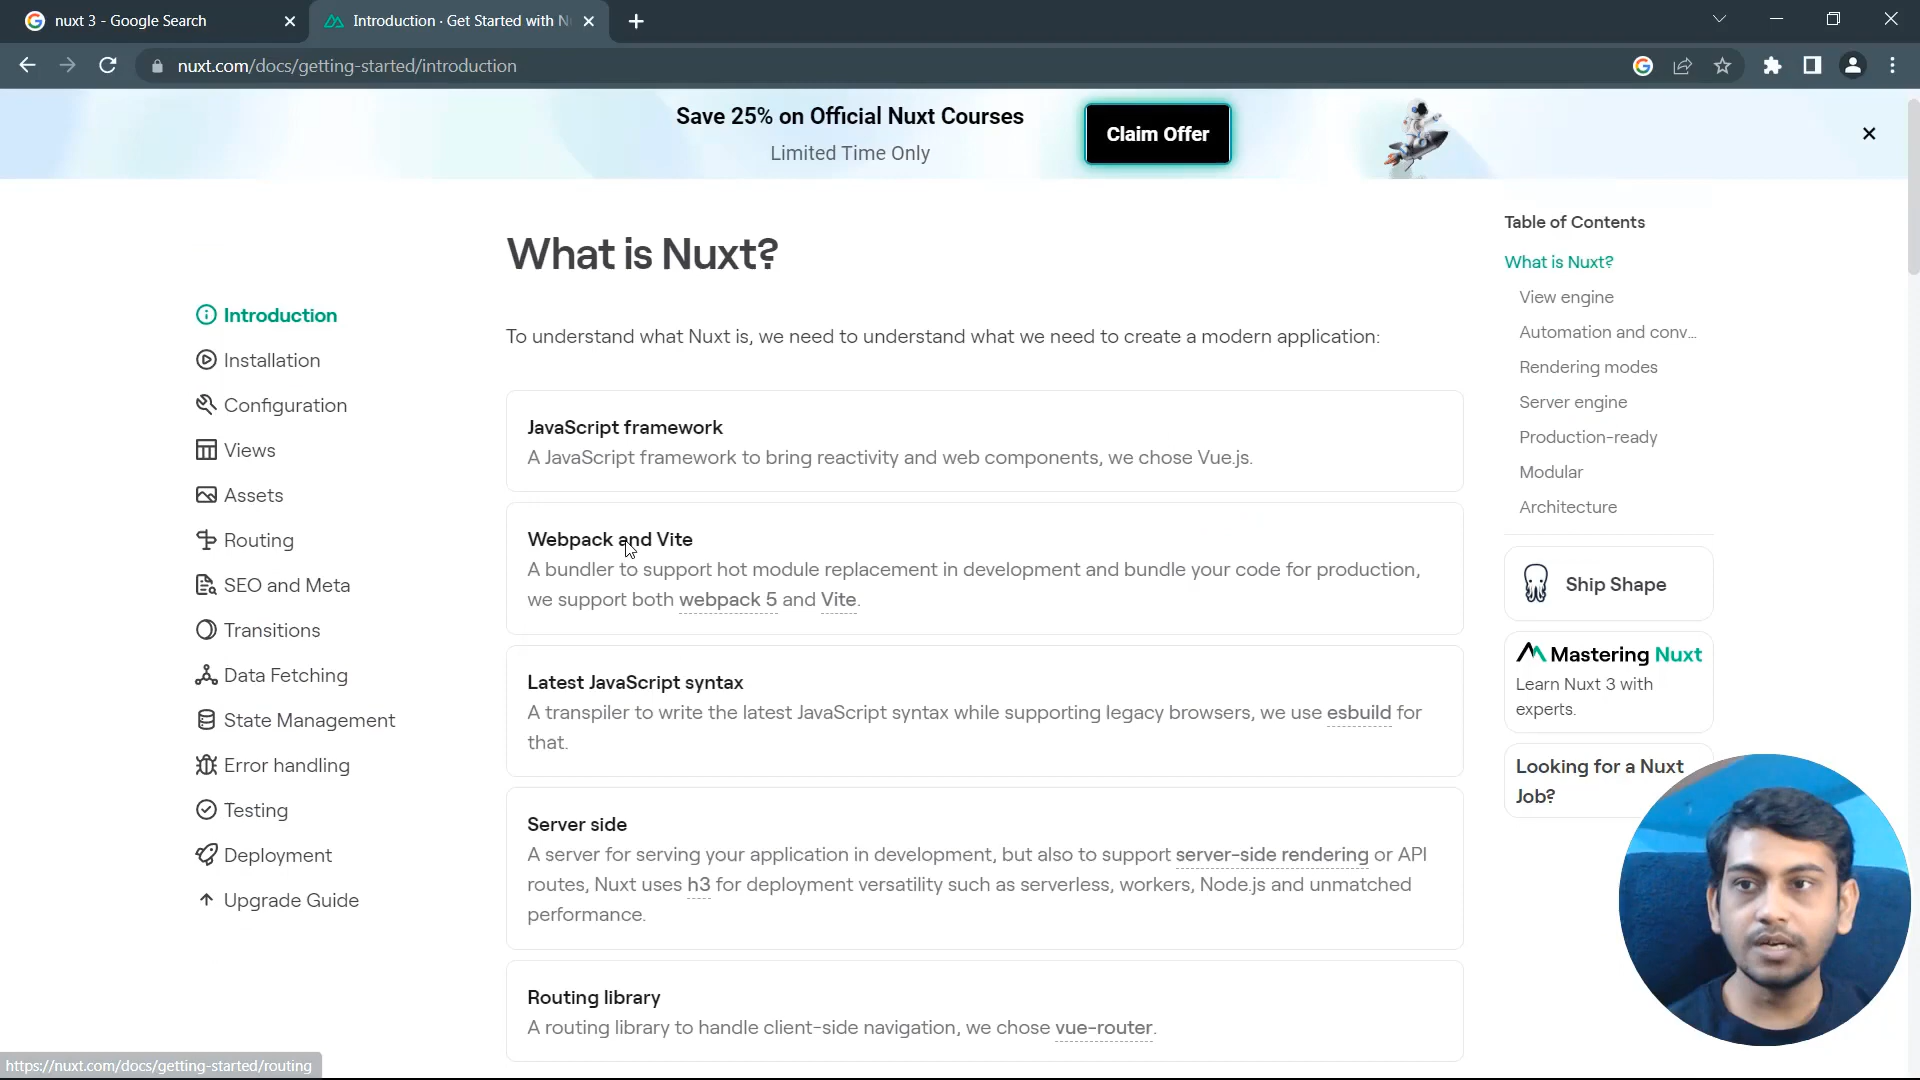 nuxt 3 - Google Search
Introduction · Get Started with N
nuxt.com/docs/getting-started/introduction
Save 25% on Official Nuxt Courses
Limited Time Only
Claim Offer
Introduction
Installation
Configuration
Views
Assets
Routing
SEO and Meta
Transitions
Data Fetching
State Management
Error handling
Testing
Deployment
Upgrade Guide
What is Nuxt?
To understand what Nuxt is, we need to understand what we need to create a modern application:
JavaScript framework
A JavaScript framework to bring reactivity and web components, we chose Vue.js.
Webpack and Vite
A bundler to support hot module replacement in development and bundle your code for production,
we support both webpack 5 and Vite.
Latest JavaScript syntax
A transpiler to write the latest JavaScript syntax while supporting legacy browsers, we use esbuild for
that.
Server side
A server for serving your application in development, but also to support server-side rendering or API
routes, Nuxt uses h3 for deployment versatility such as serverless, workers, Node.js and unmatched
performance.
Routing library
A routing library to handle client-side navigation, we chose vue-router.
Table of Contents
What is Nuxt?
View engine
Automation and conv...
Rendering modes
Server engine
Production-ready
Modular
Architecture
Ship Shape
Mastering Nuxt
Learn Nuxt 3 with
experts.
Looking for a Nuxt
Job?
https://nuxt.com/docs/getting-started/routing